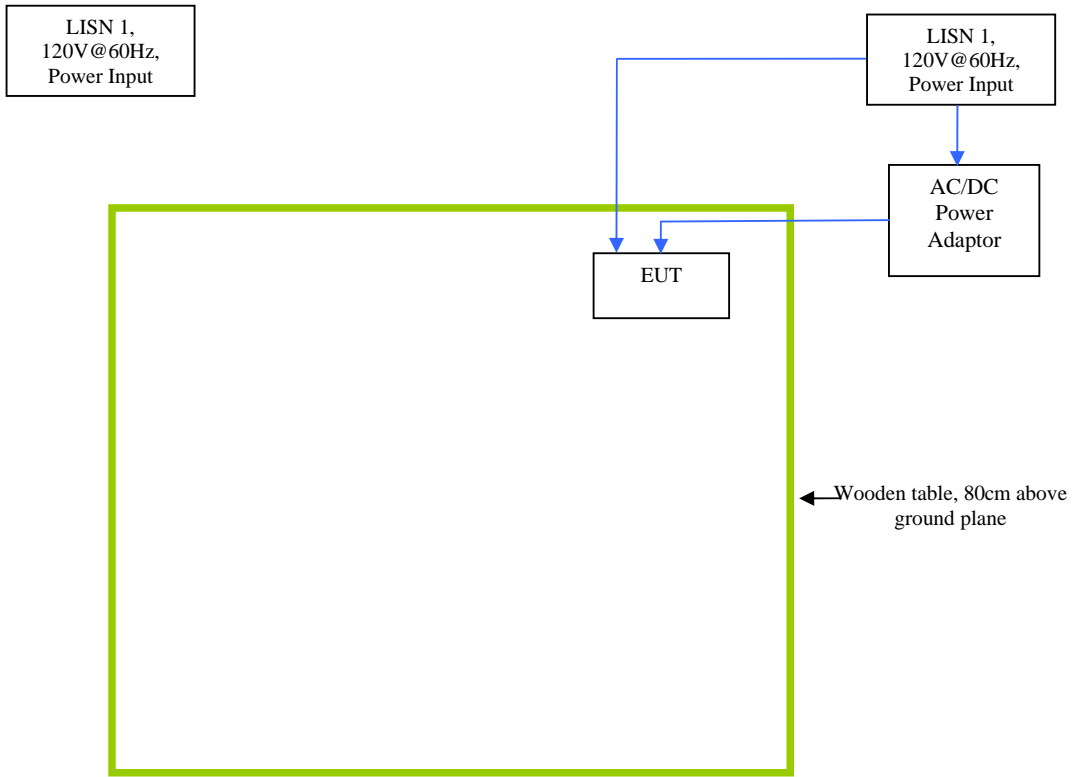 LISN 1,
120V@60Hz,
Power Input
LISN 1,
120V@60Hz,
Power Input
AC/DC
Power
Adaptor
EUT
Wooden table, 80cm above
ground plane